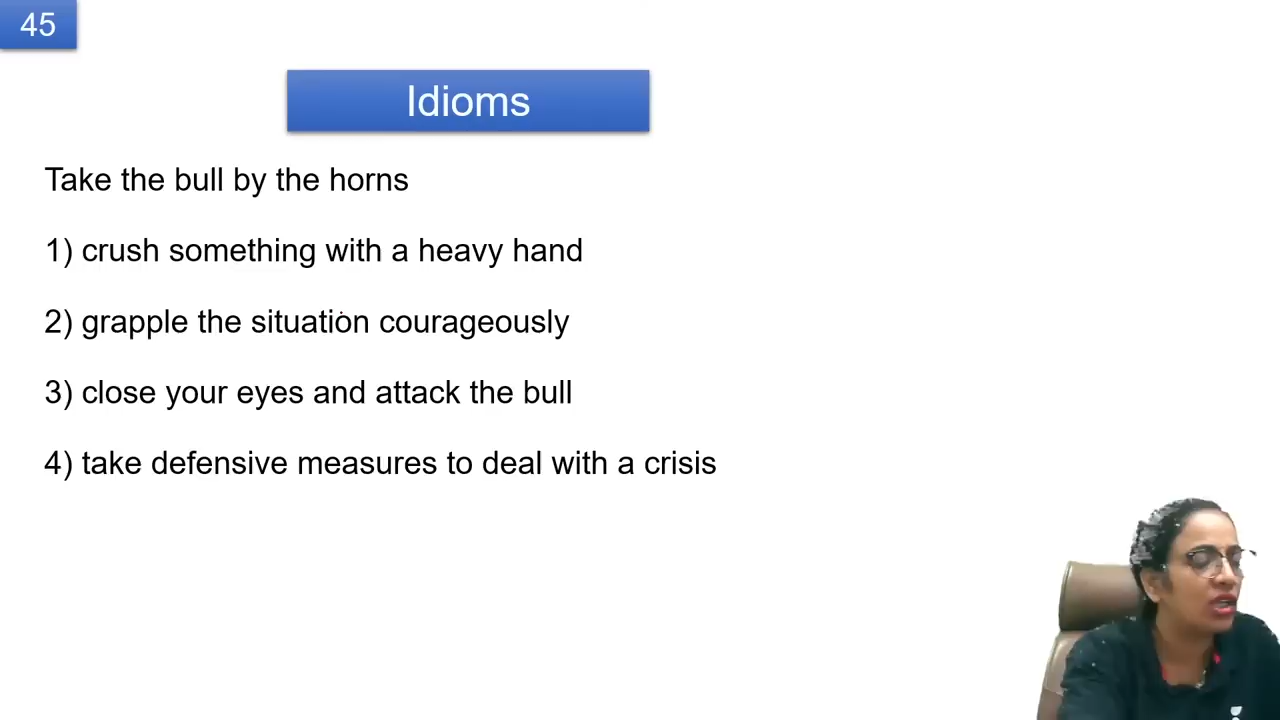 45
Idioms
Take the bull by the horns
1) crush something with a heavy hand
2) grapple the situation courageously
3) close your eyes and attack the bull
4) take defensive measures to deal with a crisis